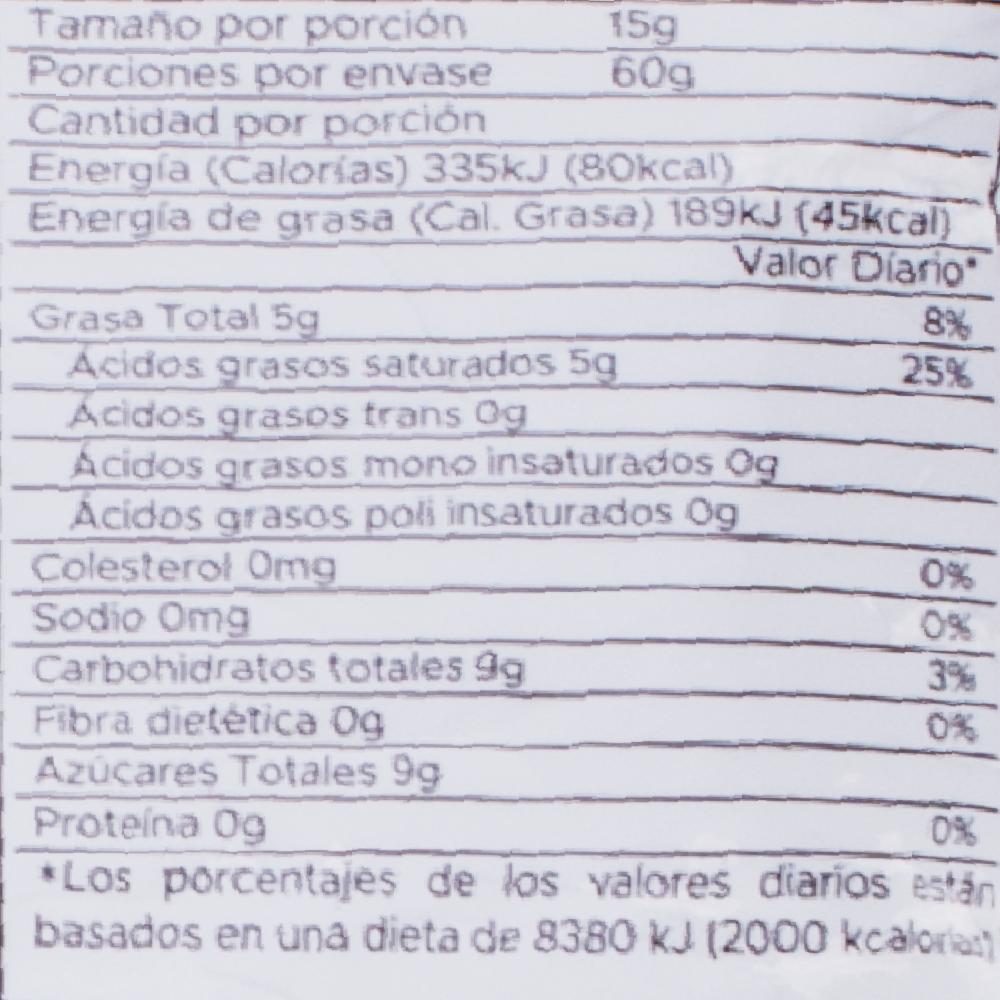 Tamaño por porción 15g
Porciones por envase 60g
Cantidad por porción
Energía (Calorías) 335kJ (80kcal)
Energía de grasa (Cal. Grasa) 189kJ (45kcal)
Valor Diario*
Grasa Total 5g 8%
Ácidos grasos saturados 5g 25%
Ácidos grasos trans 0g
Ácidos grasos mono insaturados 0g
Ácidos grasos poli insaturados 0g
Colesterol 0mg 0%
Sodio 0mg 0%
Carbohidratos totales 9g 3%
Fibra dietética 0g 0%
Azúcares Totales 9g
Proteína 0g 0%
*Los porcentajes de los valores diarios están
basados en una dieta de 8380 kJ (2000 kcalorias)